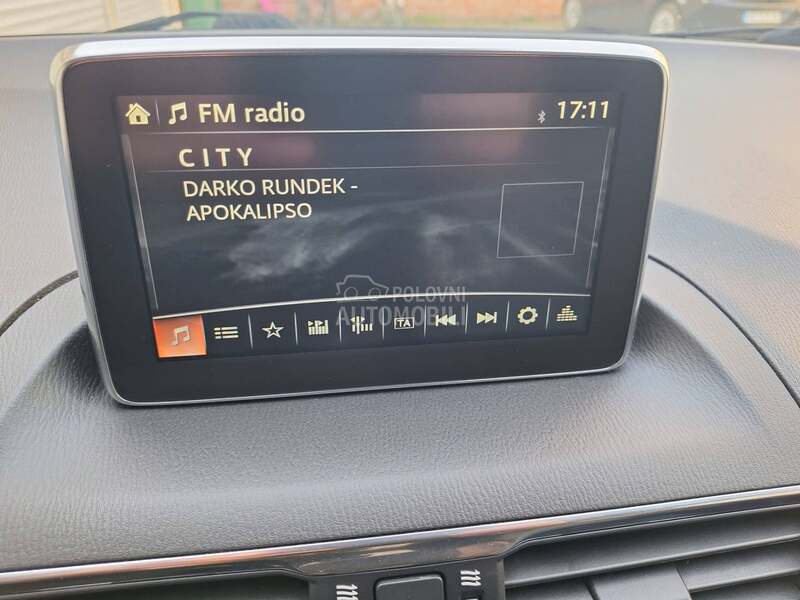 FM radio
17:11
CITY
DARKO RUNDEK -
APOKALIPSO
POLOVNI
AUTOMOBILI
TA